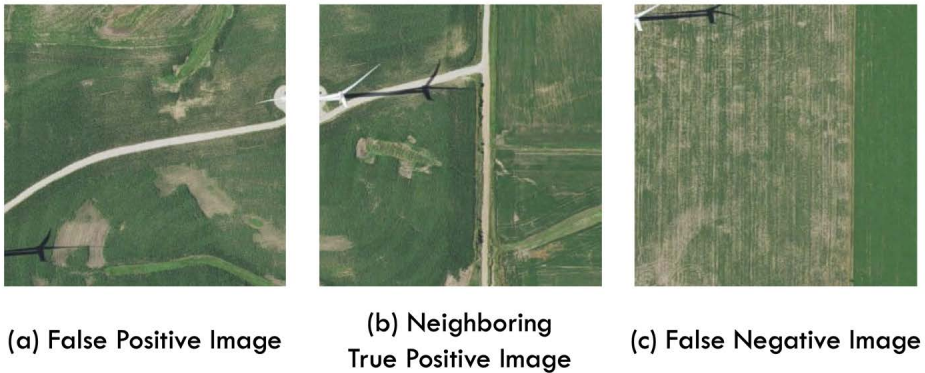 (a) False Positive Image
(b) Neighboring
True Positive Image
(c) False Negative Image